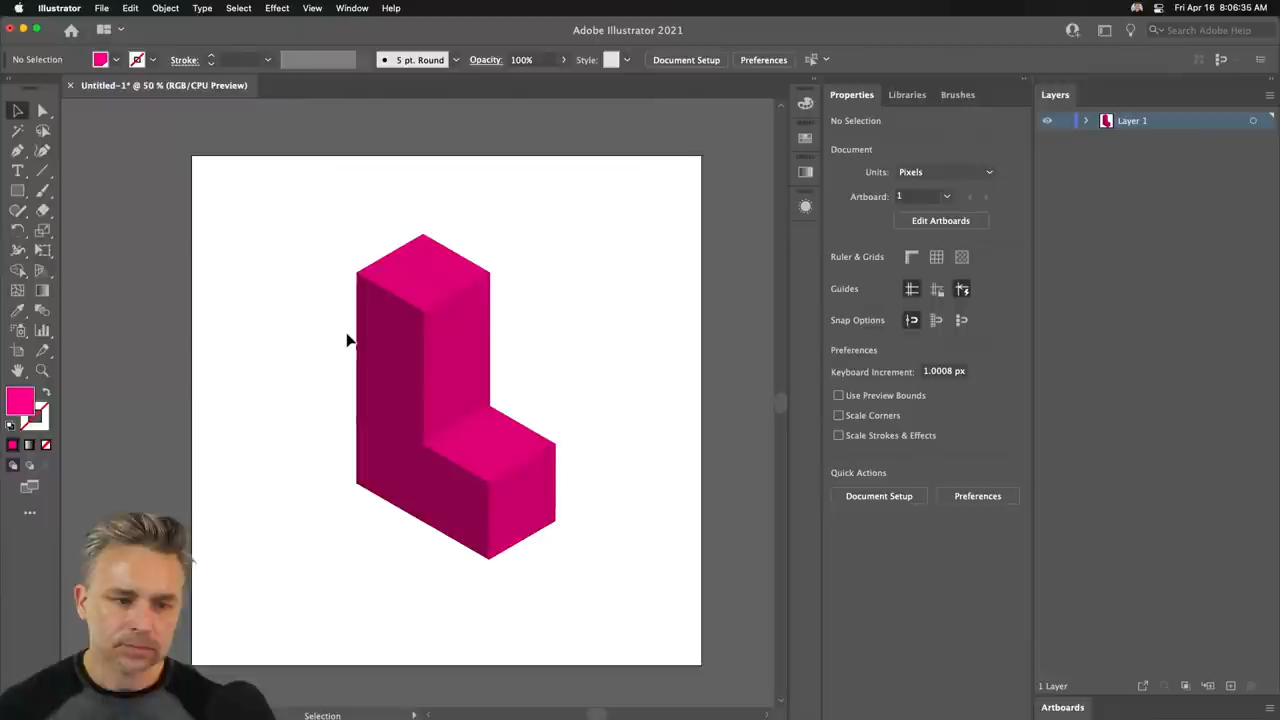 Illustrator File Edit Object Type Select Effect View Window Help Fri Apr 16 8:06:35 AM
Adobe Illustrator 2021 Search Adobe Help
No Selection Stroke: 5 pt. Round Opacity: 100% Style: Document Setup Preferences
× Untitled-1* @ 50 % (RGB/CPU Preview)
Properties Libraries Brushes Layers
No Selection Layer 1
Document
Units: Pixels
Artboard: 1
Edit Artboards
Ruler & Grids
Guides
Snap Options
Preferences
Keyboard Increment: 1.0008 px
Use Preview Bounds
Scale Corners
Scale Strokes & Effects
Quick Actions
Document Setup Preferences
1 Layer
Artboards
Selection